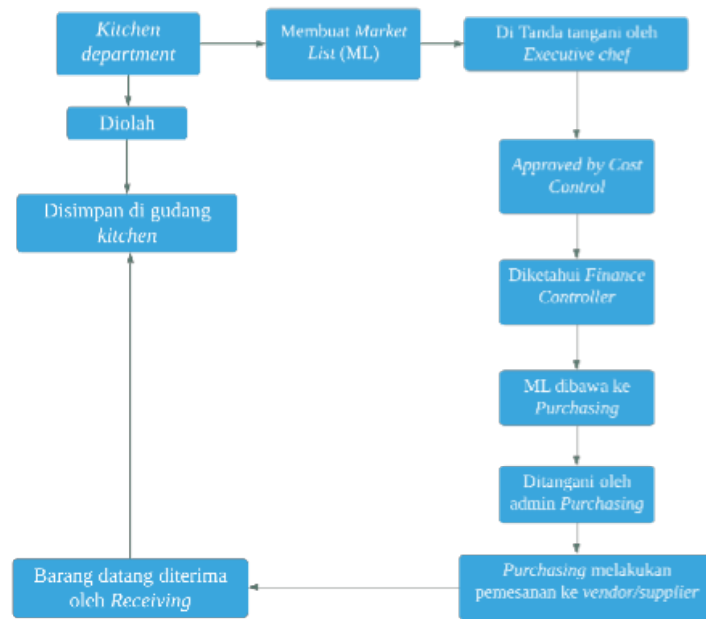 Kitchen
department
Membuat Market
List (ML)
Di Tanda tangani oleh
Executive chef
Diolah
Approved by Cost
Control
Disimpan di gudang
kitchen
Diketahui Finance
Controller
ML dibawa ke
Purchasing
Ditangani oleh
admin Purchasing
Barang datang diterima
oleh Receiving
Purchasing melakukan
pemesanan ke vendor/supplier